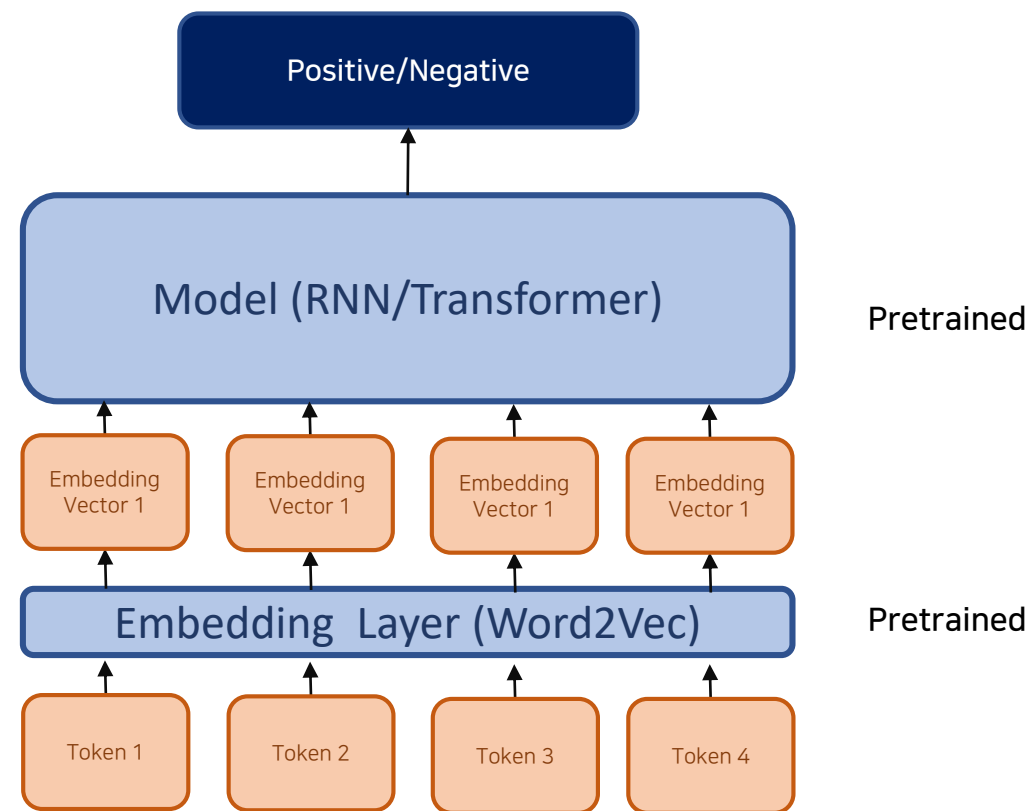 Positive/Negative
Model (RNN/Transformer)
Pretrained
Embedding
Vector 1
Embedding
Vector 1
Embedding
Vector 1
Embedding
Vector 1
Embedding Layer (Word2Vec)
Pretrained
Token 1
Token 2
Token 3
Token 4